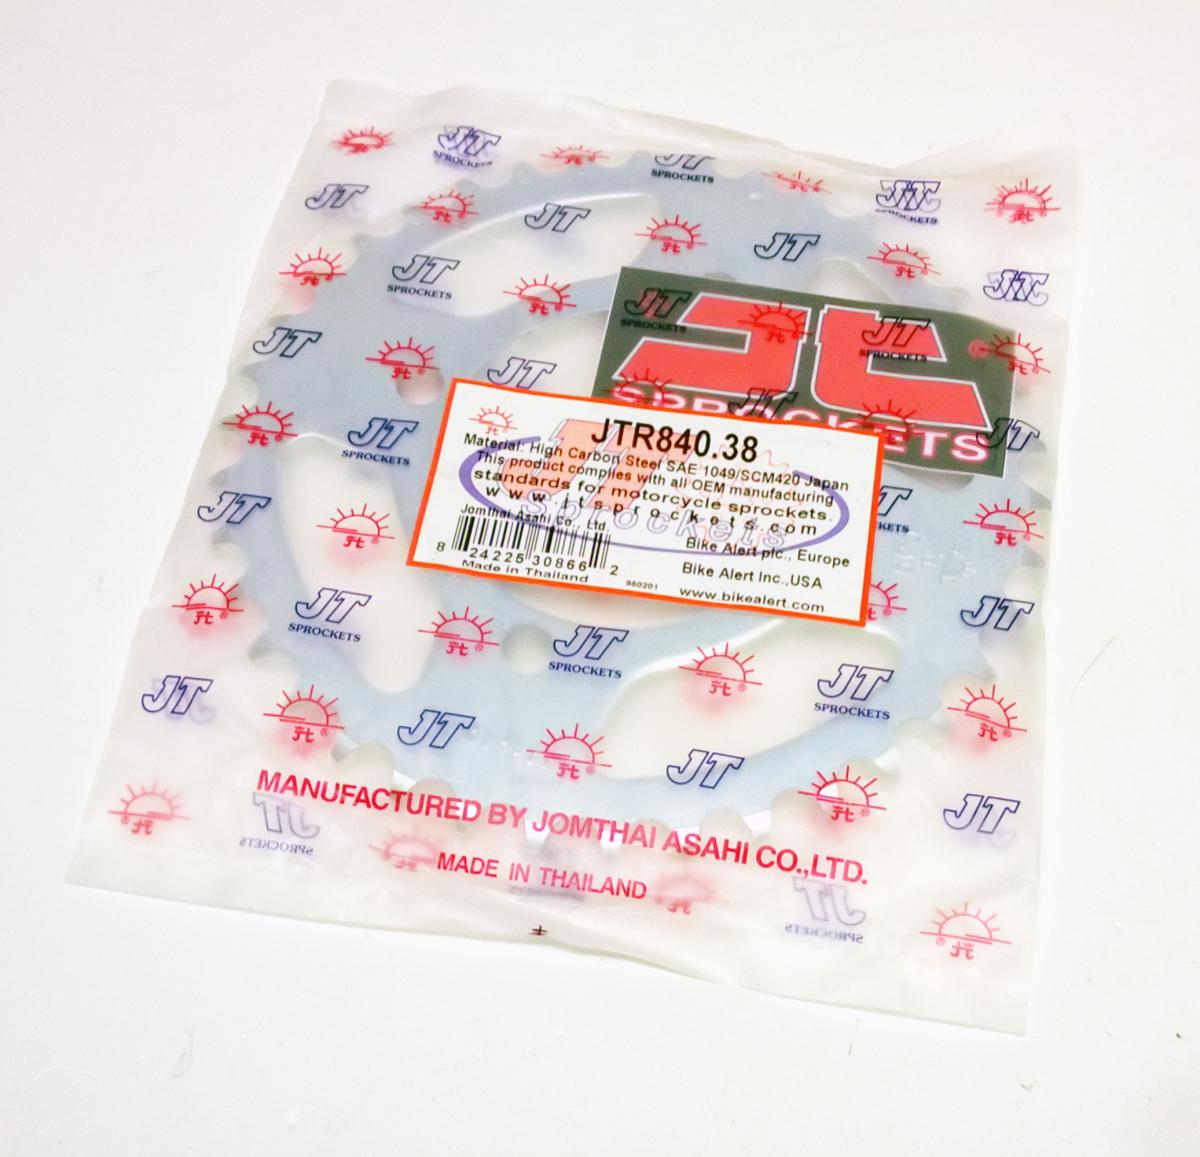 JT SPROCKETS
SPROCKETS
JTR840.38
Material: High Carbon Steel SAE 1049/SCM420 Japan
This product complies with all OEM manufacturing
standards for motorcycle sprockets.
www.jtsprockets.com
Jomthai Asahi Co., Ltd
Bike Alert plc., Europe
8 24225 30866 2
Bike Alert Inc.,USA
Made in Thailand
960201
www.bikealert.com
MANUFACTURED BY JOMTHAI ASAHI CO.,LTD.
MADE IN THAILAND